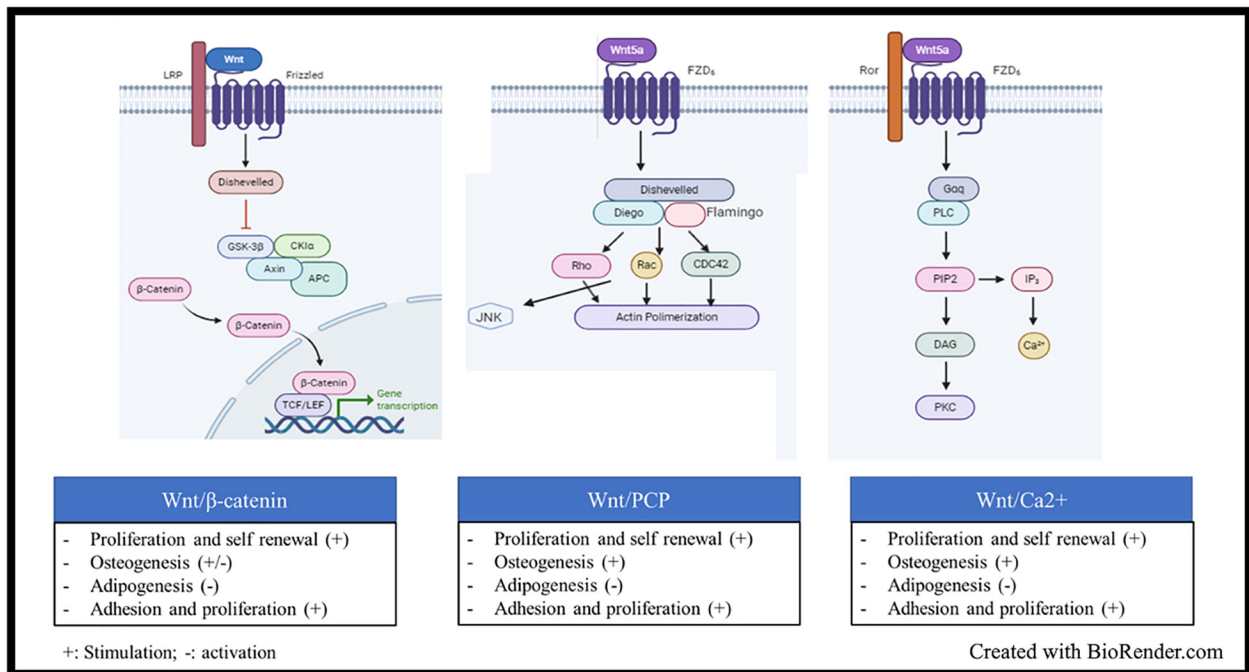 Wnt
LRP
Frizzled
Dishevelled
GSK-3β
CKIα
Axin
APC
β-Catenin
β-Catenin
β-Catenin
TCF/LEF
Gene
transcription
Wnt5a
FZD₆
Dishevelled
Diego
Flamingo
Rho
Rac
CDC42
JNK
Actin Polimerization
Wnt5a
Ror
FZD₆
Gαq
PLC
PIP2
IP₃
DAG
Ca²⁺
PKC
Wnt/β-catenin
- Proliferation and self renewal (+)
- Osteogenesis (+/-)
- Adipogenesis (-)
- Adhesion and proliferation (+)
Wnt/PCP
- Proliferation and self renewal (+)
- Osteogenesis (+)
- Adipogenesis (-)
- Adhesion and proliferation (+)
Wnt/Ca2+
- Proliferation and self renewal (+)
- Osteogenesis (+)
- Adipogenesis (-)
- Adhesion and proliferation (+)
+: Stimulation; -: activation
Created with BioRender.com